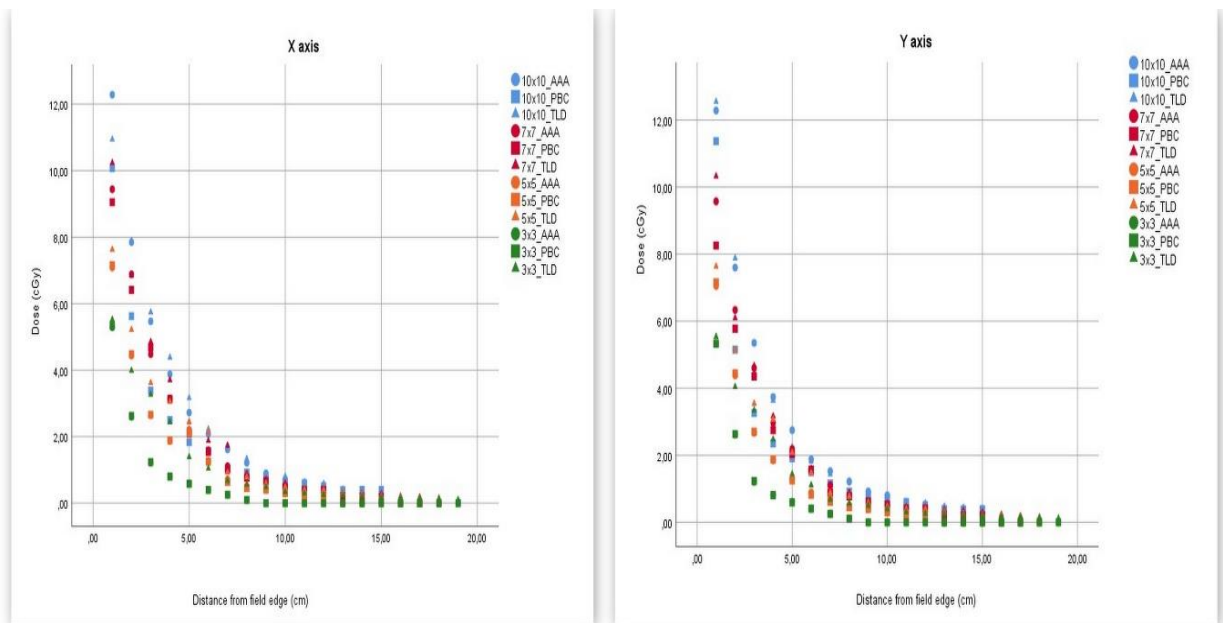 X axis
Dose (cGy)
12,00
10,00
8,00
6,00
4,00
2,00
,00
,00
5,00
10,00
15,00
20,00
Distance from field edge (cm)
10x10_AAA
10x10_PBC
10x10_TLD
7x7_AAA
7x7_PBC
7x7_TLD
5x5_AAA
5x5_PBC
5x5_TLD
3x3_AAA
3x3_PBC
3x3_TLD
Y axis
Dose (cGy)
12,00
10,00
8,00
6,00
4,00
2,00
,00
,00
5,00
10,00
15,00
20,00
Distance from field edge (cm)
10x10_AAA
10x10_PBC
10x10_TLD
7x7_AAA
7x7_PBC
7x7_TLD
5x5_AAA
5x5_PBC
5x5_TLD
3x3_AAA
3x3_PBC
3x3_TLD